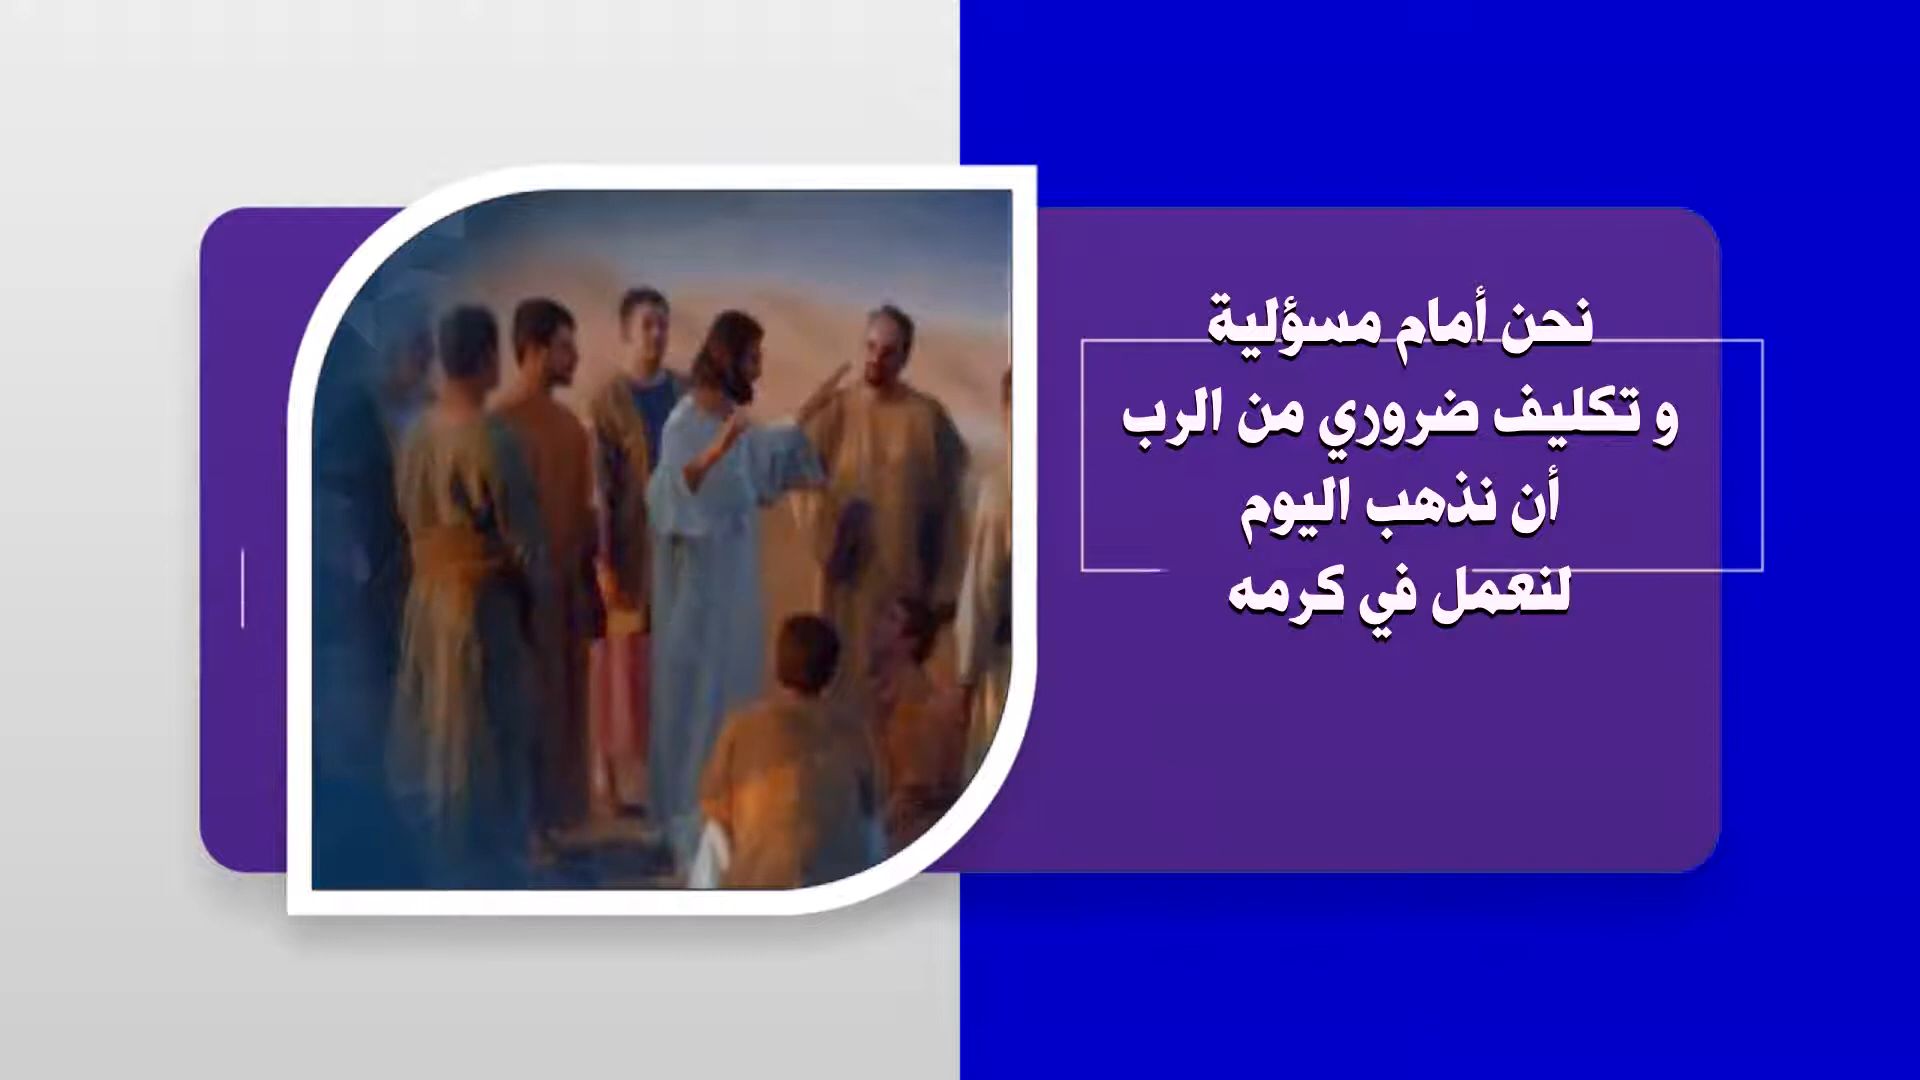 نحن أمام مسؤلية
و تكليف ضروري من الرب
أن نذهب اليوم
لنعمل في كرمه